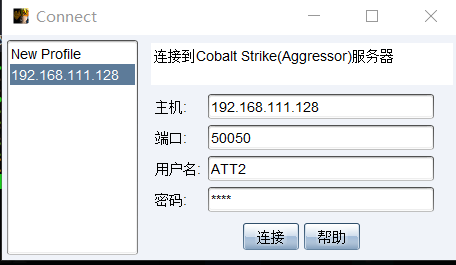 Connect
New Profile
192.168.111.128
连接到Cobalt Strike(Aggressor)服务器
主机: 192.168.111.128
端口: 50050
用户名: ATT2
密码: ****
连接 帮助